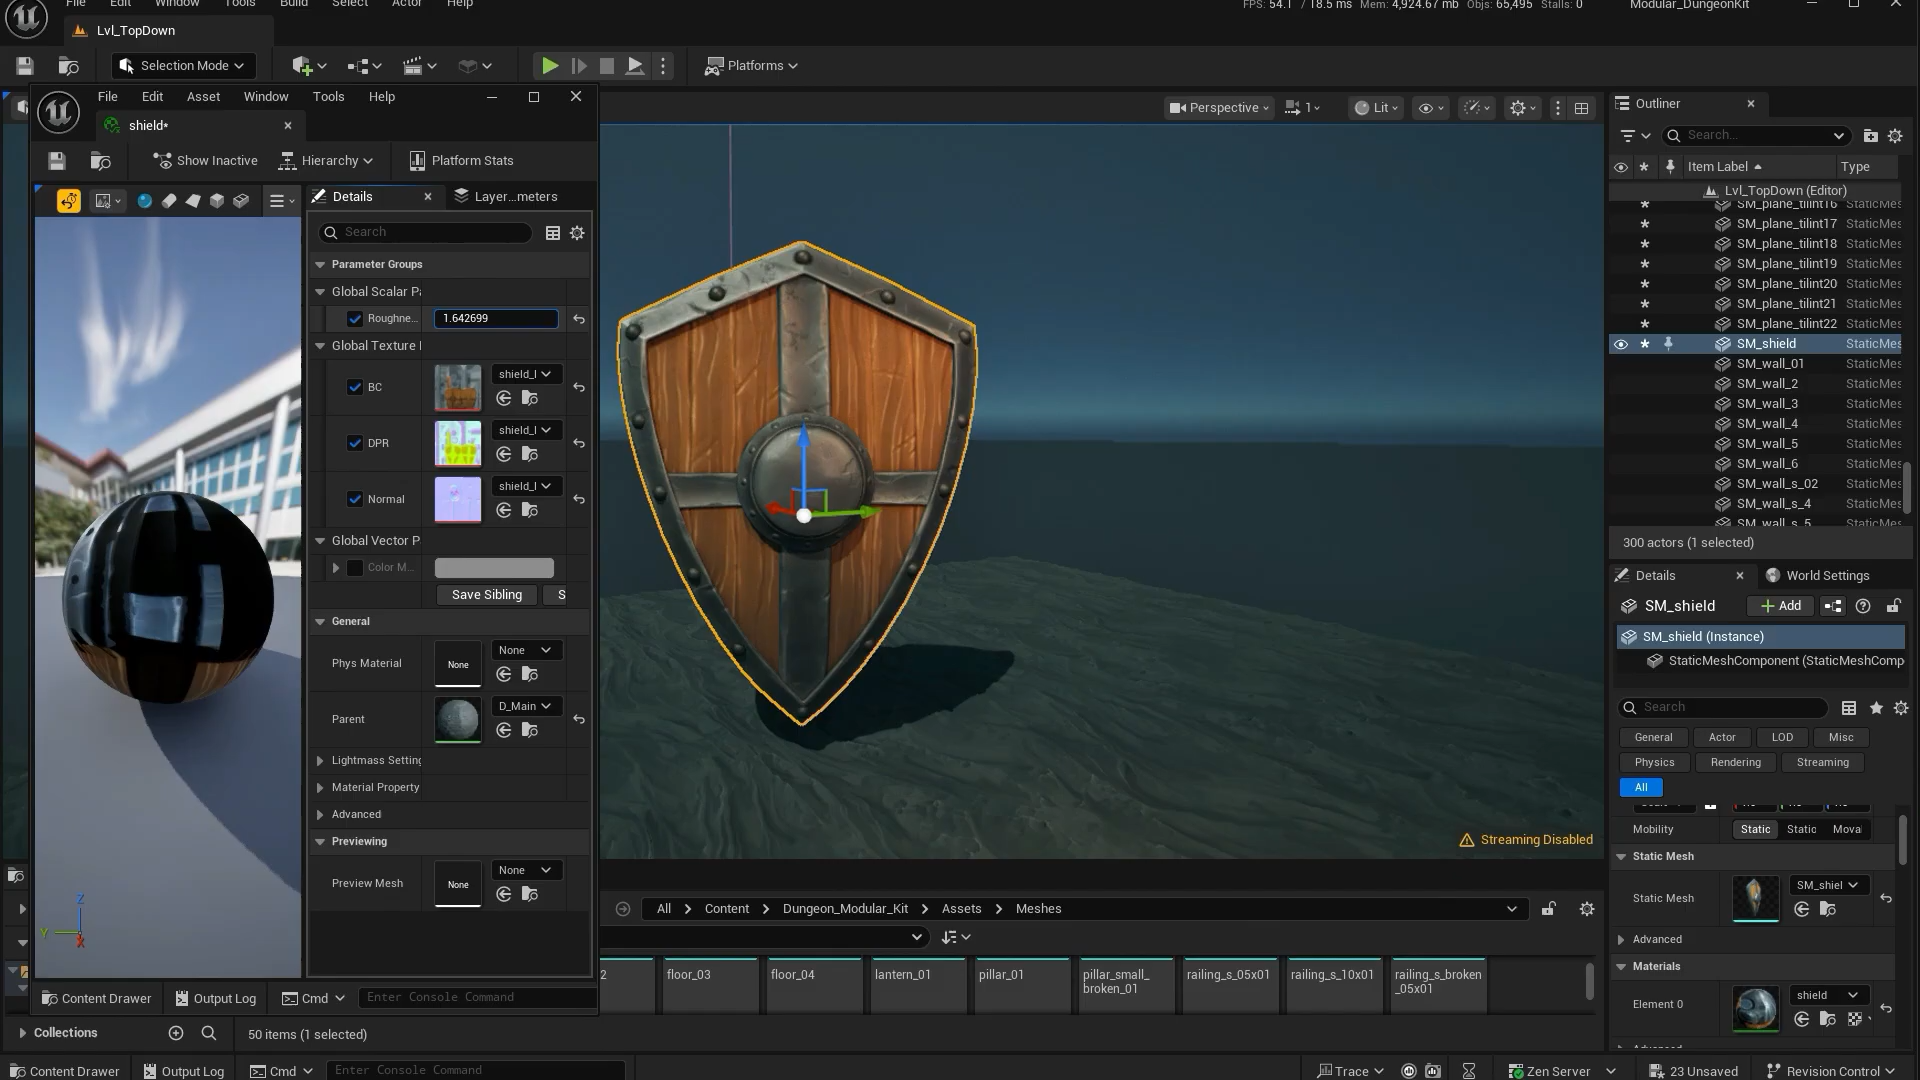 File Edit Window Tools Build Select Actor Help
FPS: 54.1 / 18.5 ms Mem: 4,924.67 mb Objs: 65,495 Stalls: 0
Modular_DungeonKit
Lvl_TopDown
Selection Mode
Platforms
File Edit Asset Window Tools Help
shield*
Show Inactive
Hierarchy
Platform Stats
Details
Layer...meters
Search
Parameter Groups
Global Scalar Pa
Roughne...
1.642699
Global Texture
BC
shield_
DPR
shield_
Normal
shield_
Global Vector P
Color M...
Save Sibling
S
General
Phys Material
None
None
Parent
D_Main
Lightmass Setting
Material Property
Advanced
Previewing
Preview Mesh
None
None
Z
Y
X
Content Drawer
Output Log
Cmd
Enter Console Command
Perspective
1
Lit
Streaming Disabled
All
Content
Dungeon_Modular_Kit
Assets
Meshes
2
floor_03
floor_04
lantern_01
pillar_01
pillar_small_
broken_01
railing_s_05x01
railing_s_10x01
railing_s_broken
_05x01
Collections
50 items (1 selected)
Outliner
Search...
Item Label
Type
Lvl_TopDown (Editor)
SM_plane_tilint16 StaticMes
SM_plane_tilint17 StaticMes
SM_plane_tilint18 StaticMes
SM_plane_tilint19 StaticMes
SM_plane_tilint20 StaticMes
SM_plane_tilint21 StaticMes
SM_plane_tilint22 StaticMes
SM_shield StaticMes
SM_wall_01 StaticMes
SM_wall_2 StaticMes
SM_wall_3 StaticMes
SM_wall_4 StaticMes
SM_wall_5 StaticMes
SM_wall_6 StaticMes
SM_wall_s_02 StaticMes
SM_wall_s_4 StaticMes
SM_wall_s_5 StaticMes
300 actors (1 selected)
Details
World Settings
SM_shield
Add
SM_shield (Instance)
StaticMeshComponent (StaticMeshComp
Search
General
Actor
LOD
Misc
Physics
Rendering
Streaming
All
Mobility
Static
Static
Moval
Static Mesh
Static Mesh
SM_shiel
Advanced
Materials
Element 0
shield
Content Drawer
Output Log
Cmd
Enter Console Command
Trace
Zen Server
23 Unsaved
Revision Control